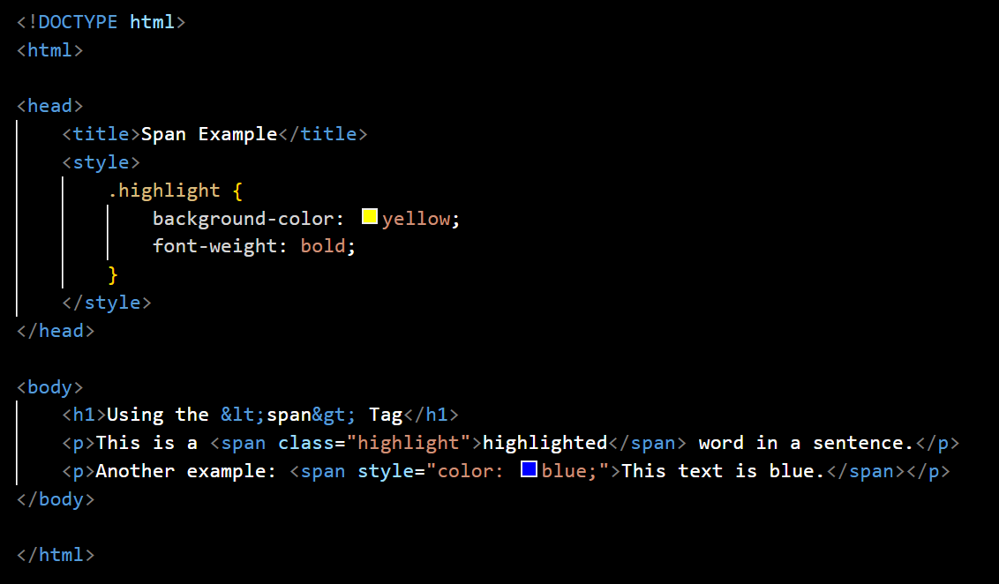 <!DOCTYPE html>
<html>
<head>
<title>Span Example</title>
<style>
.highlight {
background-color: yellow;
font-weight: bold;
}
</style>
</head>
<body>
<h1>Using the &lt;span&gt; Tag</h1>
<p>This is a <span class="highlight">highlighted</span> word in a sentence.</p>
<p>Another example: <span style="color: blue;">This text is blue.</span></p>
</body>
</html>